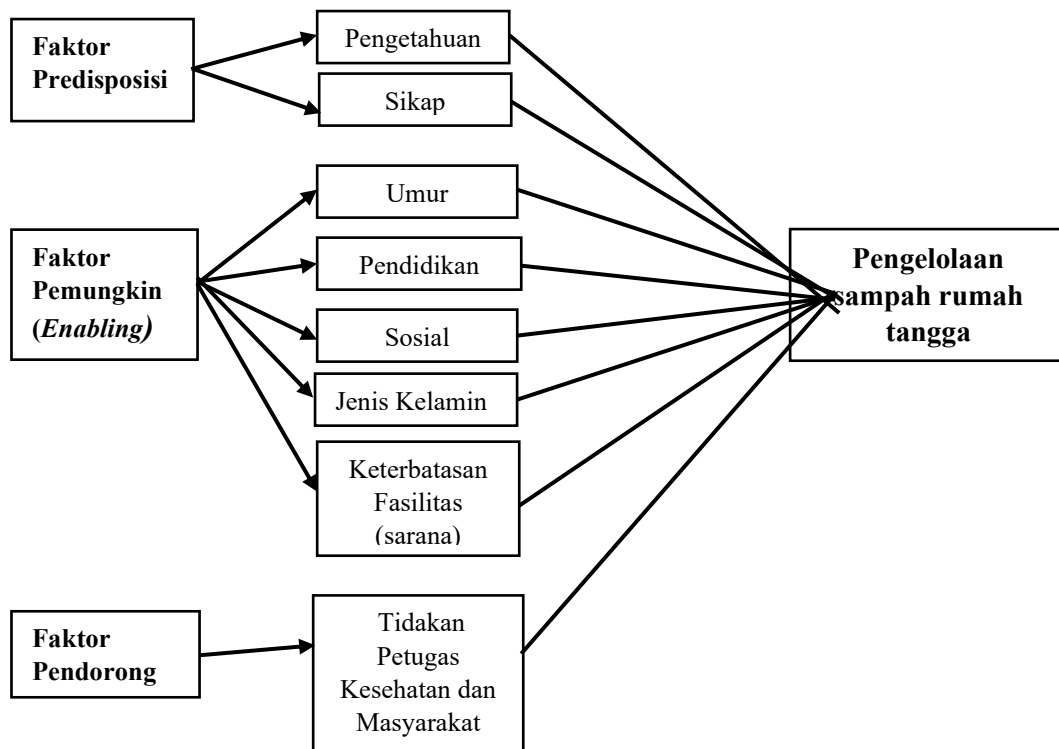 Faktor
Predisposisi
Pengetahuan
Sikap
Faktor
Pemungkin
(Enabling)
Umur
Pendidikan
Sosial
Jenis Kelamin
Keterbatasan
Fasilitas
(sarana)
Faktor
Pendorong
Tidakan
Petugas
Kesehatan dan
Masyarakat
Pengelolaan
sampah rumah
tangga